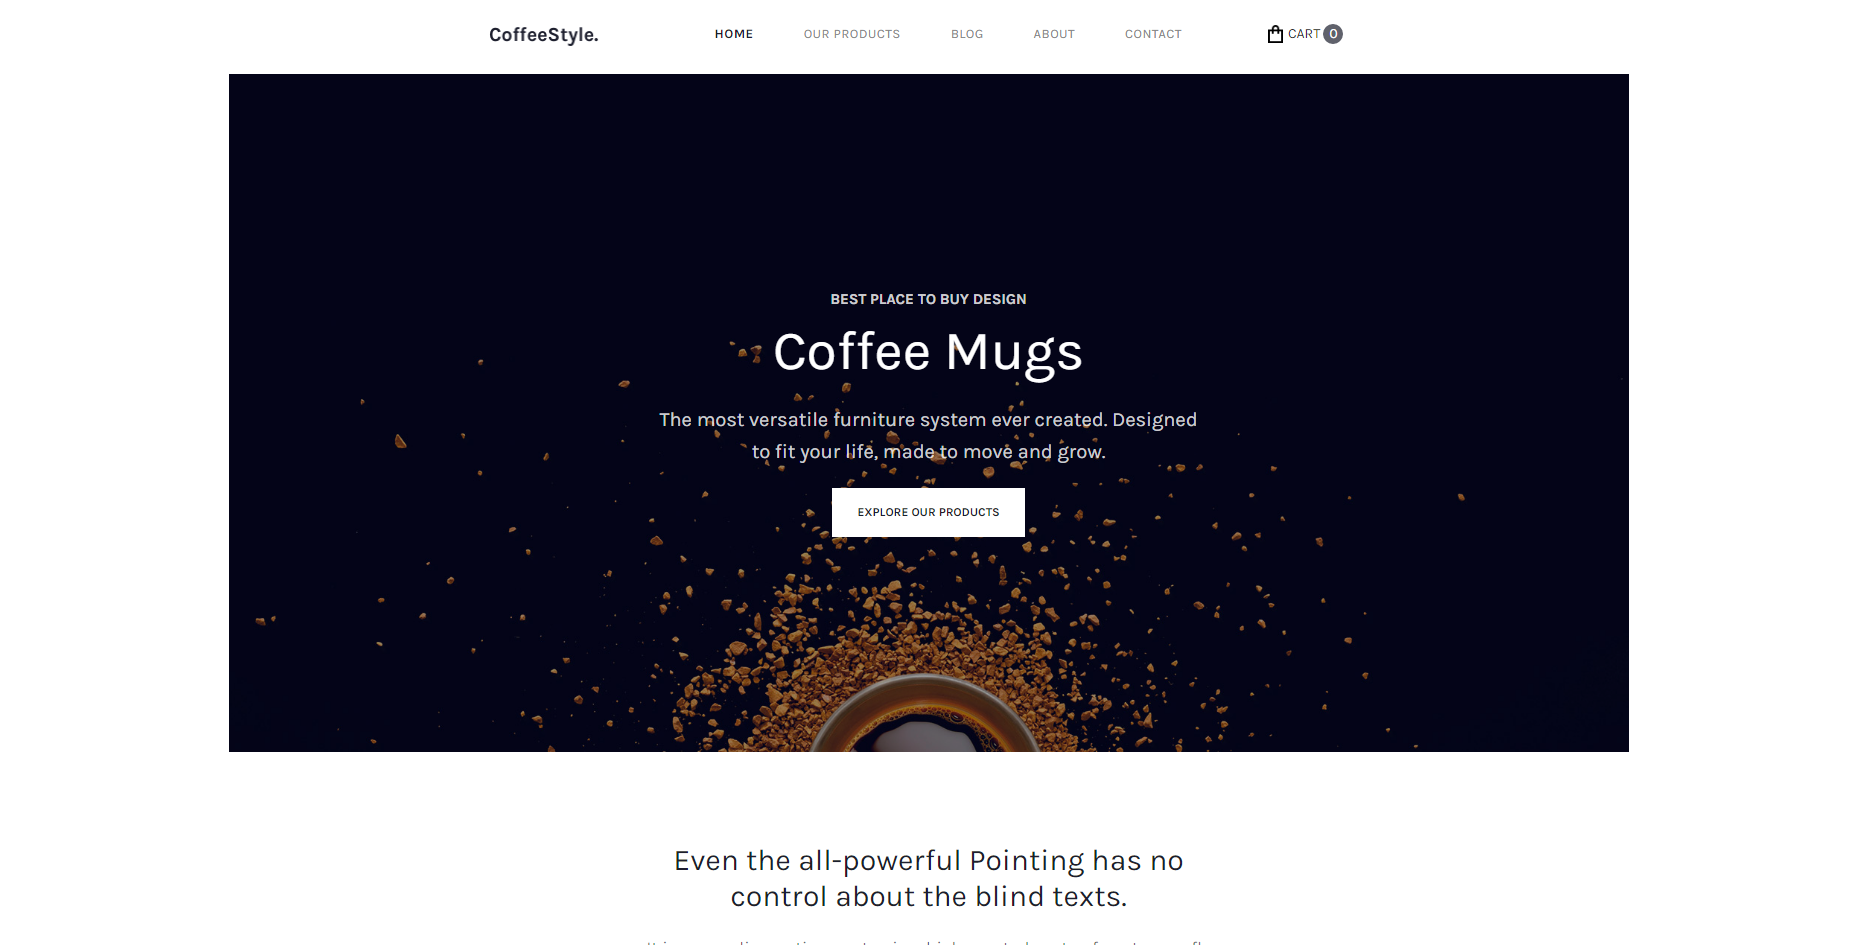 CoffeeStyle.
HOME
OUR PRODUCTS
BLOG
ABOUT
CONTACT
CART 0
BEST PLACE TO BUY DESIGN
Coffee Mugs
The most versatile furniture system ever created. Designed
to fit your life, made to move and grow.
EXPLORE OUR PRODUCTS
Even the all-powerful Pointing has no
control about the blind texts.